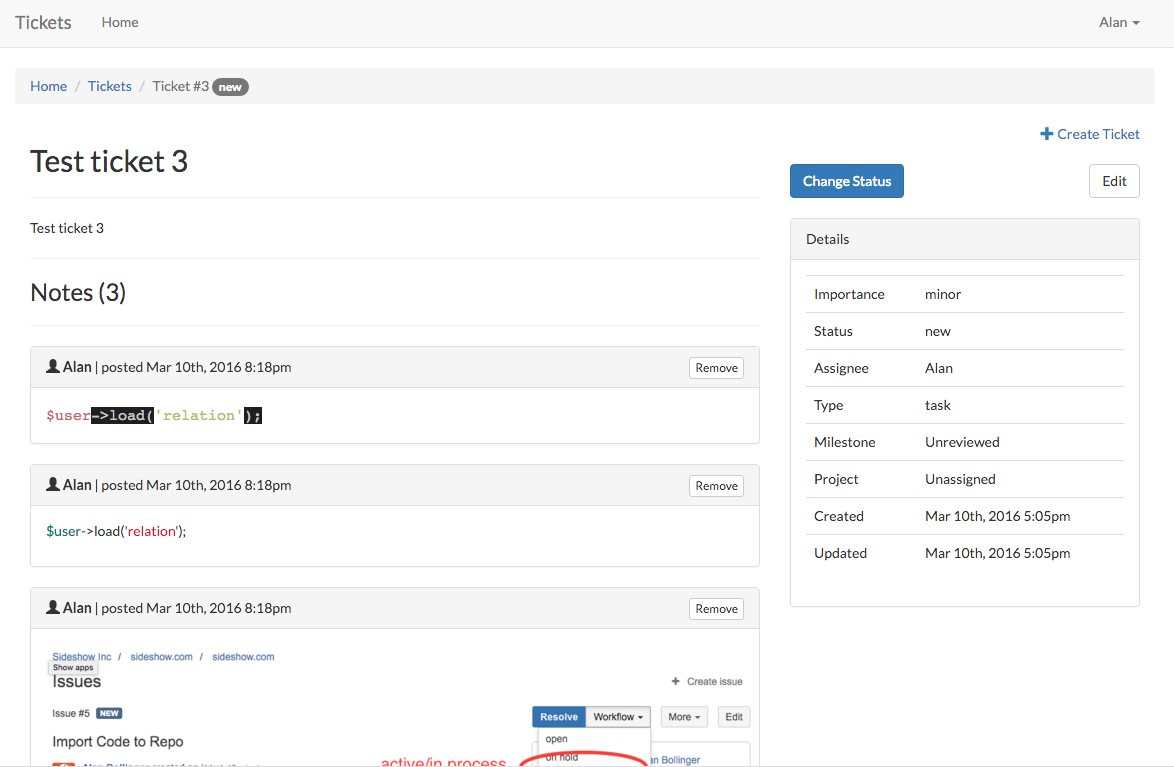 Tickets Home Alan
Home / Tickets / Ticket #3 new
Create Ticket
Test ticket 3
Change Status Edit
Test ticket 3
Details
Importance minor
Status new
Assignee Alan
Type task
Milestone Unreviewed
Project Unassigned
Created Mar 10th, 2016 5:05pm
Updated Mar 10th, 2016 5:05pm
Notes (3)
Alan | posted Mar 10th, 2016 8:18pm Remove
$user->load('relation');
Alan | posted Mar 10th, 2016 8:18pm Remove
$user->load('relation');
Alan | posted Mar 10th, 2016 8:18pm Remove
Sideshow Inc / sideshow.com / sideshow.com
Show apps
Issues
Create issue
Issue #5 NEW
Resolve Workflow More Edit
open
Import Code to Repo
on hold
active/in process
an Bollinger
Alan Bollinger created an issue